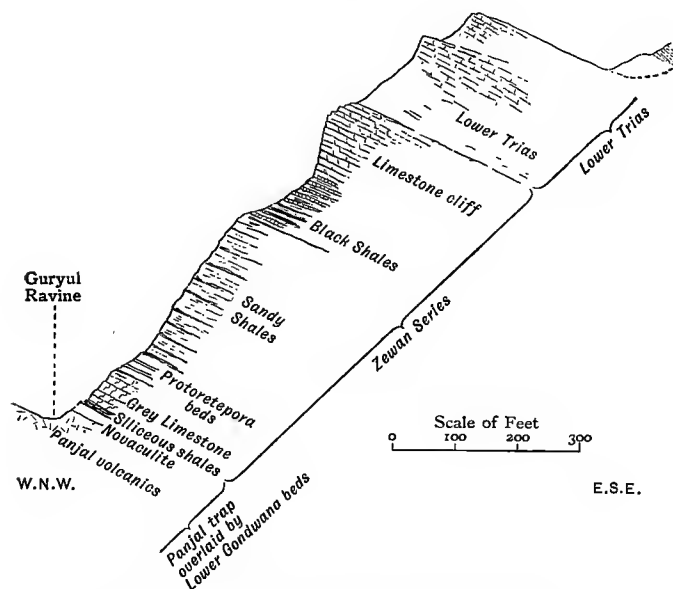 Lower Trias
Lower Trias
Limestone cliff
Black Shales
Guryul
Ravine
Sandy
Shales
Zewan Series
Protoretepora
beds
Grey Limestone
Siliceous shales
Novaculite
Panjal volcanics
Scale of Feet
0 100 200 300
W.N.W.
E.S.E.
Panjal trap
overlaid by
Lower Gondwana beds